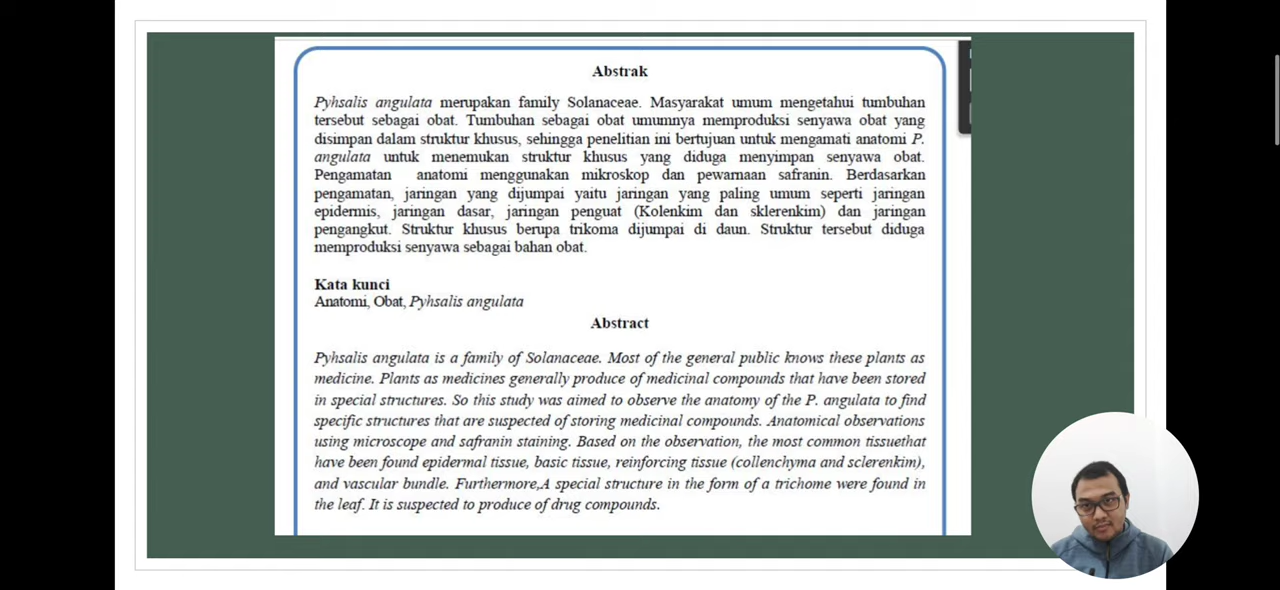 Abstrak
Pyhsalis angulata merupakan family Solanaceae. Masyarakat umum mengetahui tumbuhan
tersebut sebagai obat. Tumbuhan sebagai obat umumnya memproduksi senyawa obat yang
disimpan dalam struktur khusus, sehingga penelitian ini bertujuan untuk mengamati anatomi P.
angulata untuk menemukan struktur khusus yang diduga menyimpan senyawa obat.
Pengamatan anatomi menggunakan mikroskop dan pewarnaan safranin. Berdasarkan
pengamatan, jaringan yang dijumpai yaitu jaringan yang paling umum seperti jaringan
epidermis, jaringan dasar, jaringan penguat (Kolenkim dan sklerenkim) dan jaringan
pengangkut. Struktur khusus berupa trikoma dijumpai di daun. Struktur tersebut diduga
memproduksi senyawa sebagai bahan obat.
Kata kunci
Anatomi, Obat, Pyhsalis angulata
Abstract
Pyhsalis angulata is a family of Solanaceae. Most of the general public knows these plants as
medicine. Plants as medicines generally produce of medicinal compounds that have been stored
in special structures. So this study was aimed to observe the anatomy of the P. angulata to find
specific structures that are suspected of storing medicinal compounds. Anatomical observations
using microscope and safranin staining. Based on the observation, the most common tissuethat
have been found epidermal tissue, basic tissue, reinforcing tissue (collenchyma and sclerenkim),
and vascular bundle. Furthermore,A special structure in the form of a trichome were found in
the leaf. It is suspected to produce of drug compounds.